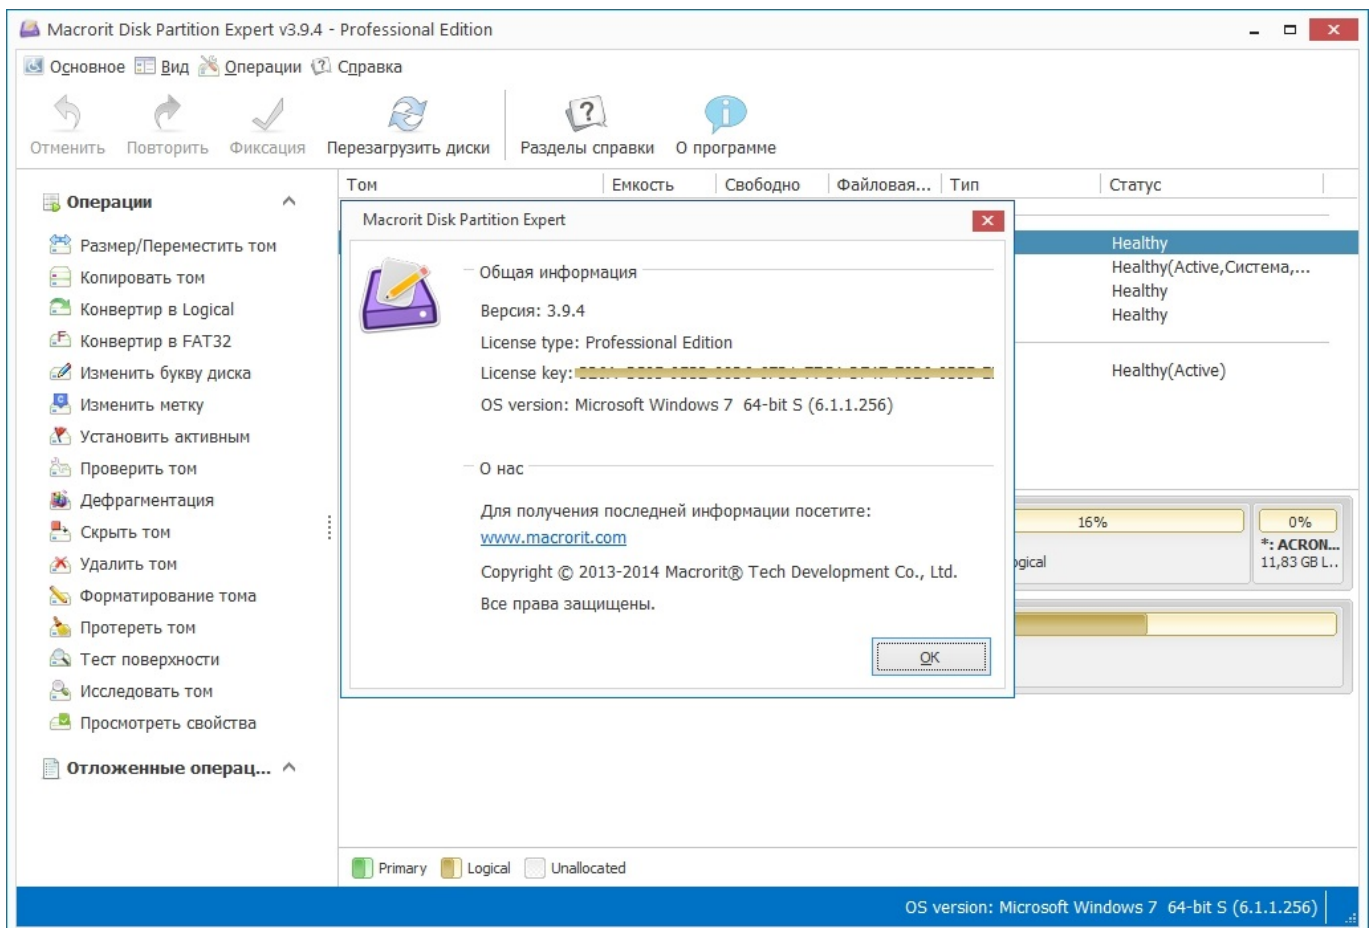 Macrorit Disk Partition Expert v3.9.4 - Professional Edition
Основное Вид Операции Справка
Отменить Повторить Фиксация Перезагрузить диски Разделы справки О программе
Операции
Размер/Переместить том
Копировать том
Конвертир в Logical
Конвертир в FAT32
Изменить букву диска
Изменить метку
Установить активным
Проверить том
Дефрагментация
Скрыть том
Удалить том
Форматирование тома
Протереть том
Тест поверхности
Исследовать том
Просмотреть свойства
Отложенные операц...
Том Емкость Свободно Файловая... Тип Статус
Healthy
Healthy(Active,Система,...
Healthy
Healthy
Healthy(Active)
Macrorit Disk Partition Expert
Общая информация
Версия: 3.9.4
License type: Professional Edition
License key:
OS version: Microsoft Windows 7 64-bit S (6.1.1.256)
О нас
Для получения последней информации посетите:
www.macrorit.com
Copyright © 2013-2014 Macrorit® Tech Development Co., Ltd.
Все права защищены.
OK
16% 0%
*: ACRON...
ogical 11,83 GB L..
Primary Logical Unallocated
OS version: Microsoft Windows 7 64-bit S (6.1.1.256)